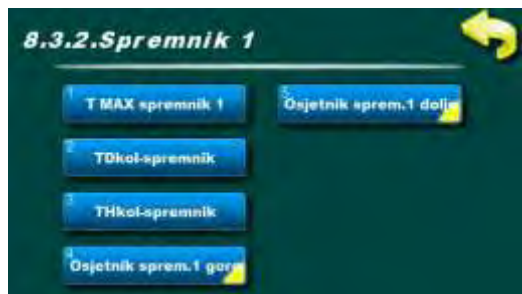 8.3.2.Spremnik 1
1
T MAX spremnik 1
2
TDkol-spremnik
3
THkol-spremnik
4
Osjetnik sprem.1 gore
5
Osjetnik sprem.1 dolje